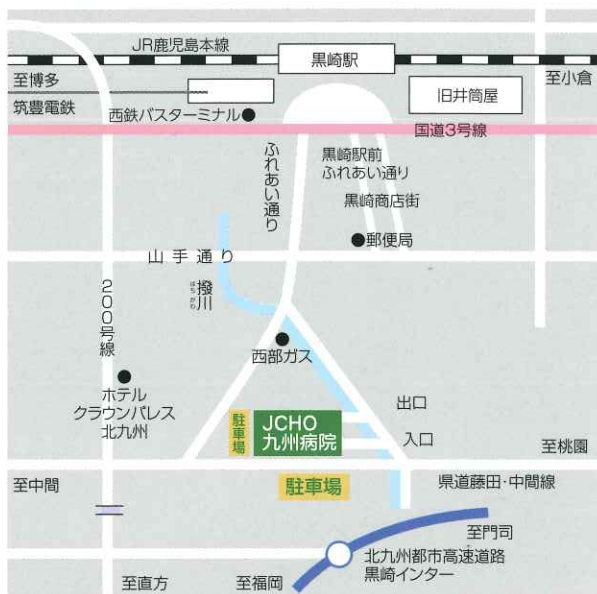 JR鹿児島本線
黒崎駅
至博多
至小倉
筑豊電鉄
旧井筒屋
西鉄バスターミナル
国道3号線
ふれあい通り
黒崎駅前
ふれあい通り
黒崎商店街
郵便局
山手通り
撥川
ばちがわ
200号線
西部ガス
ホテル
クラウンパレス
北九州
駐車場
JCHO
九州病院
出口
入口
至桃園
至中間
駐車場
県道藤田・中間線
至門司
北九州都市高速道路
黒崎インター
至直方
至福岡